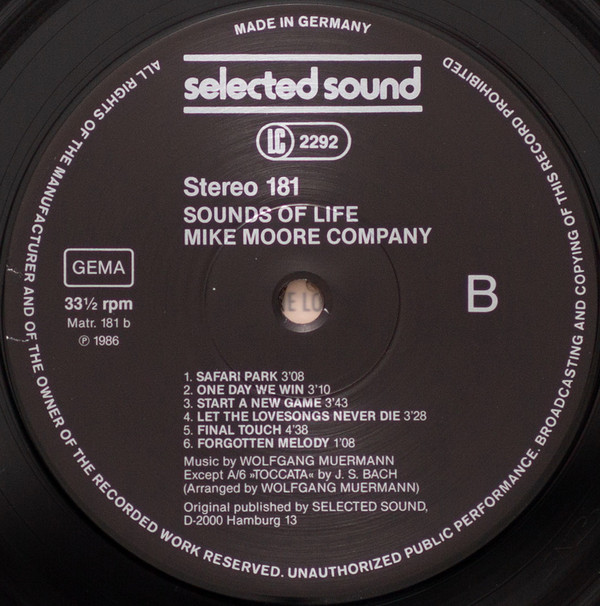 MADE IN GERMANY
ALL RIGHTS OF THE MANUFACTURER AND OF THE OWNER OF THE RECORDED WORK RESERVED. UNAUTHORIZED PUBLIC PERFORMANCE. BROADCASTING AND COPYING OF THIS RECORD PROHIBITED
selected sound
LC 2292
Stereo 181
SOUNDS OF LIFE
MIKE MOORE COMPANY
GEMA
33½ rpm
Matr. 181 b
℗ 1986
B
1. SAFARI PARK 3'08
2. ONE DAY WE WIN 3'10
3. START A NEW GAME 3'43
4. LET THE LOVESONGS NEVER DIE 3'28
5. FINAL TOUCH 4'38
6. FORGOTTEN MELODY 1'08
Music by WOLFGANG MUERMANN
Except A/6 »TOCCATA« by J. S. BACH
(Arranged by WOLFGANG MUERMANN)
Original published by SELECTED SOUND,
D-2000 Hamburg 13